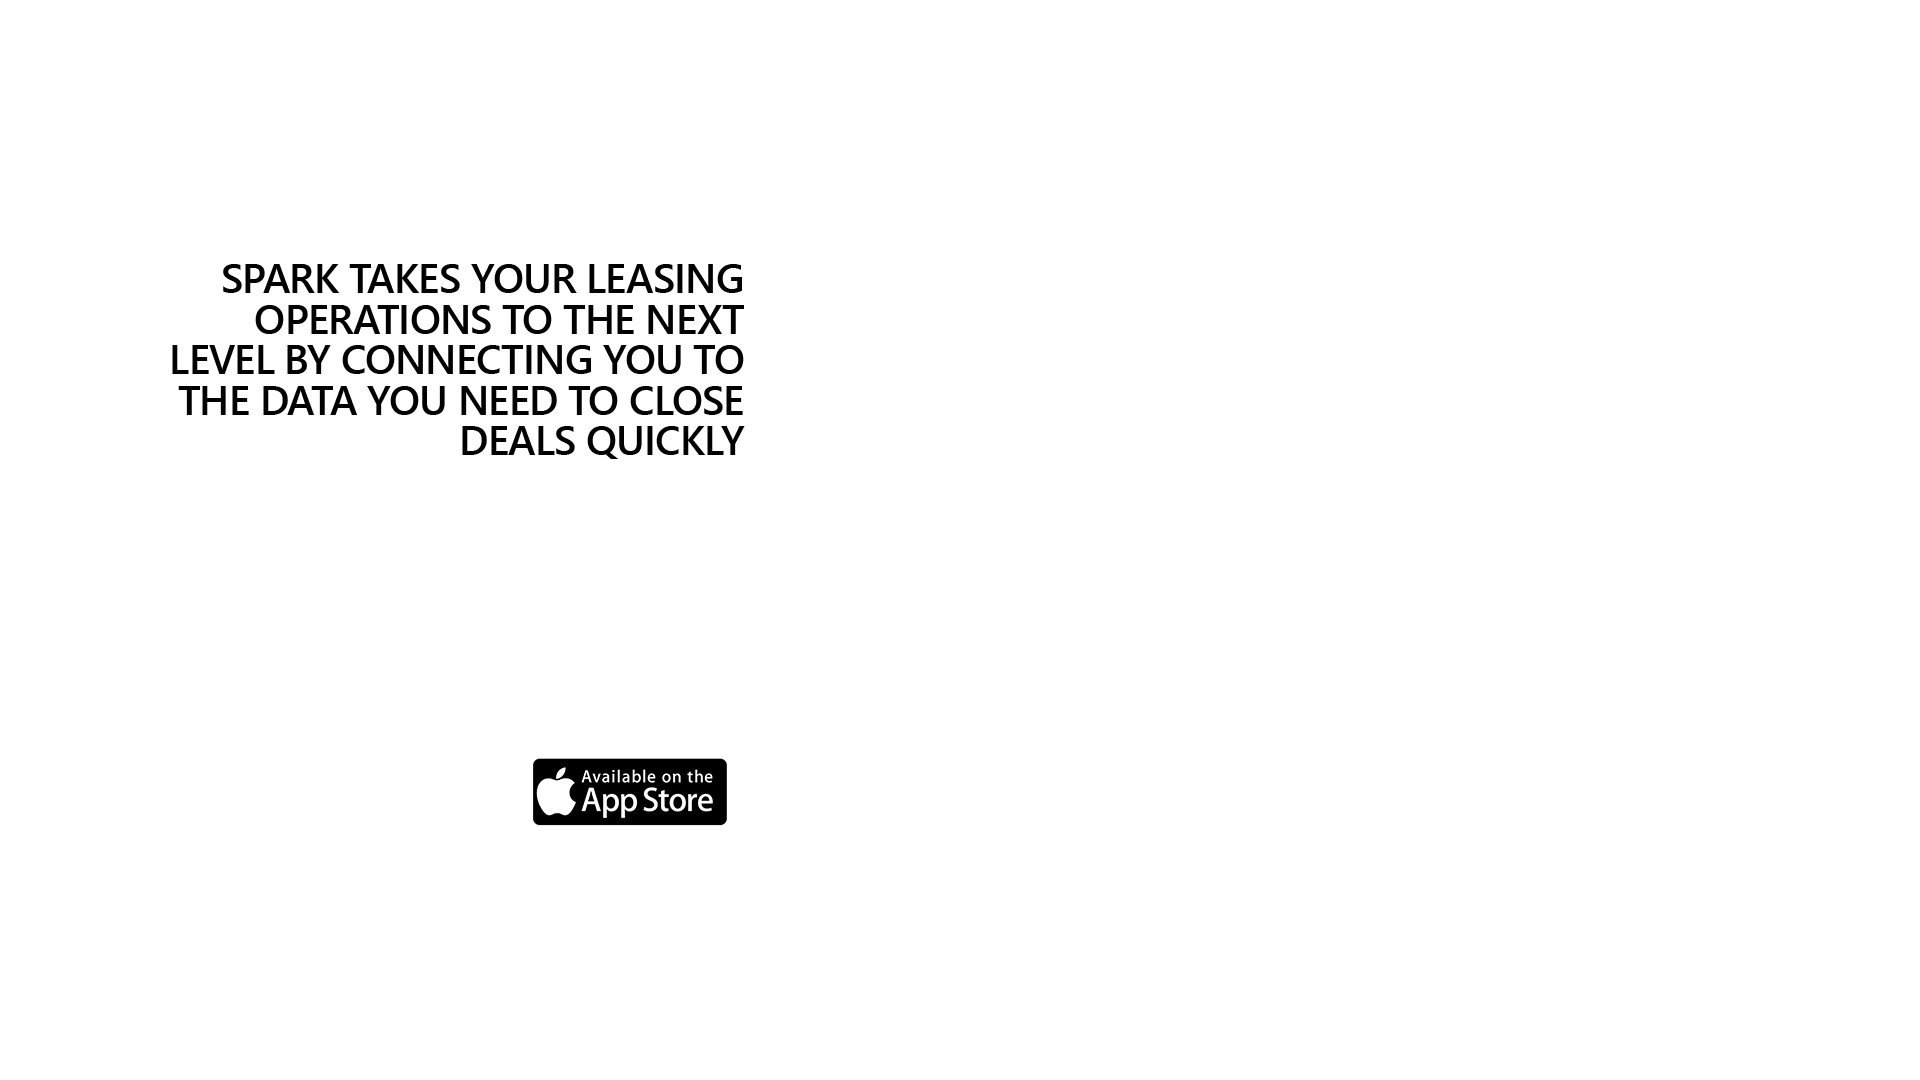 SPARK TAKES YOUR LEASING
OPERATIONS TO THE NEXT
LEVEL BY CONNECTING YOU TO
THE DATA YOU NEED TO CLOSE
DEALS QUICKLY
Available on the
App Store